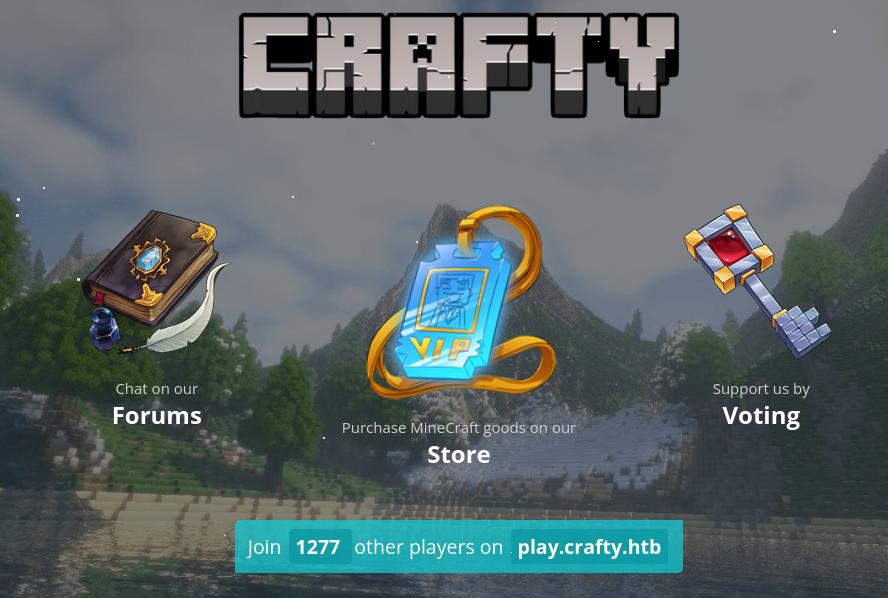 CRAFTY
VIP
Chat on our
Forums
Purchase MineCraft goods on our
Store
Support us by
Voting
Join 1277 other players on play.crafty.htb